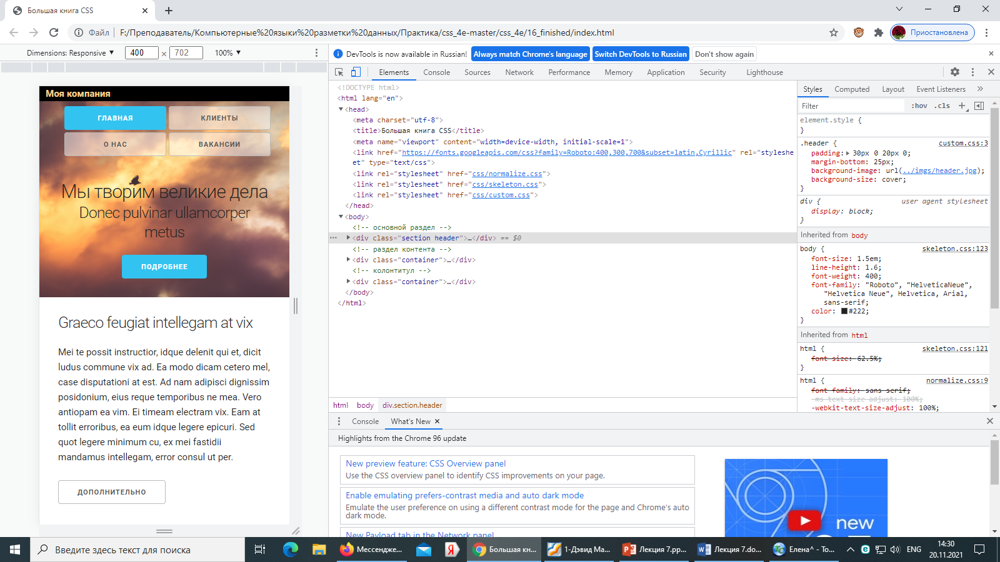 Большая книга CSS
Файл
F:/Преподаватель/Компьютерные%20языки%20разметки%20данных/Практика/css_4e-master/css_4e/16_finished/index.html
Приостановлена
Dimensions: Responsive ▼
400 × 702
100% ▼
DevTools is now available in Russian!
Always match Chrome's language
Switch DevTools to Russian
Don't show again
Elements Console Sources Network Performance Memory Application Security Lighthouse
Моя компания
ГЛАВНАЯ
КЛИЕНТЫ
О НАС
ВАКАНСИИ
Мы творим великие дела
Donec pulvinar ullamcorper
metus
ПОДРОБНЕЕ
Graeco feugiat intellegam at vix
Mei te possit instructior, idque delenit qui et, dicit
ludus commune vix ad. Ea modo dicam cetero mel,
case disputationi at est. Ad nam adipisci dignissim
posidonium, eius reque temporibus ne mea. Vero
antiopam ea vim. Ei timeam electram vix. Eam at
tollit erroribus, ea eum idque legere epicuri. Sed
quot legere minimum cu, ex mei fastidii
mandamus intellegam, error consul ut per.
ДОПОЛНИТЕЛЬНО
<!DOCTYPE html>
<html lang="en">
▼<head>
<meta charset="utf-8">
<title>Большая книга CSS</title>
<meta name="viewport" content="width=device-width, initial-scale=1">
<link href="https://fonts.googleapis.com/css?family=Roboto:400,300,700&subset=latin,Cyrillic" rel="styleshe
et" type="text/css">
<link rel="stylesheet" href="css/normalize.css">
<link rel="stylesheet" href="css/skeleton.css">
<link rel="stylesheet" href="css/custom.css">
</head>
▼<body>
<!-- основной раздел -->
▶<div class="section header">…</div> == $0
<!-- раздел контента -->
▶<div class="container">…</div>
<!-- колонтитул -->
▶<div class="container">…</div>
</body>
</html>
html body div.section.header
Styles Computed Layout Event Listeners »
Filter
:hov .cls
element.style {
}
.header { custom.css:3
padding:▶ 30px 0 20px 0;
margin-bottom: 25px;
background-image: url(../imgs/header.jpg);
background-size: cover;
}
div { user agent stylesheet
display: block;
}
Inherited from body
body { skeleton.css:123
font-size: 1.5em;
line-height: 1.6;
font-weight: 400;
font-family: "Roboto", "HelveticaNeue",
"Helvetica Neue", Helvetica, Arial,
sans-serif;
color: #222;
}
Inherited from html
html { skeleton.css:121
font-size: 62.5%;
}
html { normalize.css:9
font-family: sans-serif;
-ms-text-size-adjust: 100%;
-webkit-text-size-adjust: 100%;
Console What's New
Highlights from the Chrome 96 update
New preview feature: CSS Overview panel
Use the CSS overview panel to identify CSS improvements on your page.
Enable emulating prefers-contrast media and auto dark mode
Emulate the user preference on using a different contrast mode for the page and Chrome's auto
dark mode.
New Payload tab in the Network panel
new
Введите здесь текст для поиска
Мессендже...
Большая кн...
1-Дэвид Ма...
Лекция 7.pp...
Лекция 7.do...
Елена^ - To...
ENG
14:30
20.11.2021